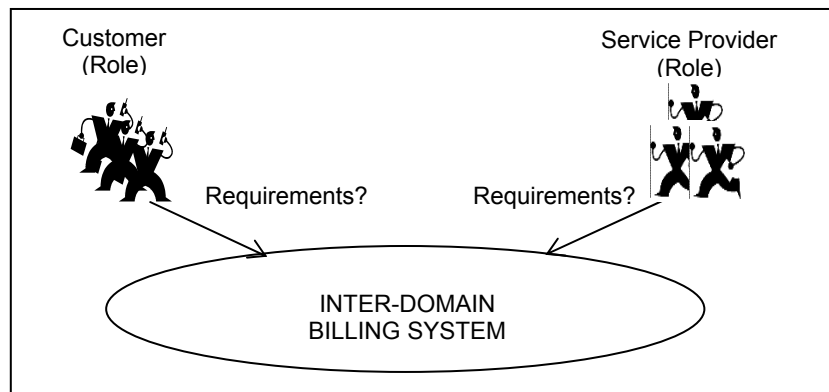 Customer
(Role)
Service Provider
(Role)
Requirements?
Requirements?
INTER-DOMAIN
BILLING SYSTEM